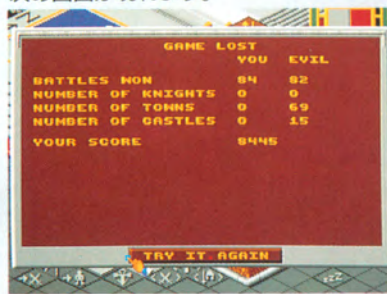 GAME LOST
YOU EVIL
BATTLES WON 84 82
NUMBER OF KNIGHTS 0 0
NUMBER OF TOWNS 0 69
NUMBER OF CASTLES 0 15
YOUR SCORE 8445
TRY IT AGAIN